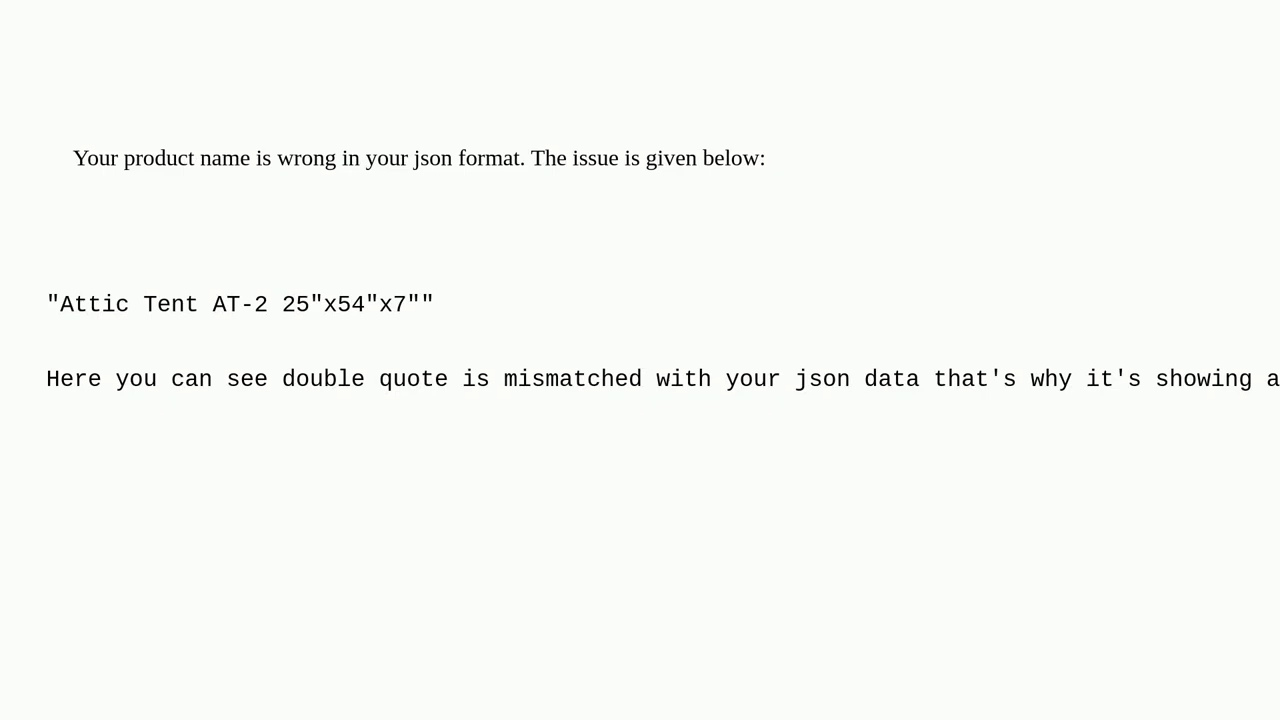 Your product name is wrong in your json format. The issue is given below:
"Attic Tent AT-2 25"x54"x7""
Here you can see double quote is mismatched with your json data that's why it's showing a